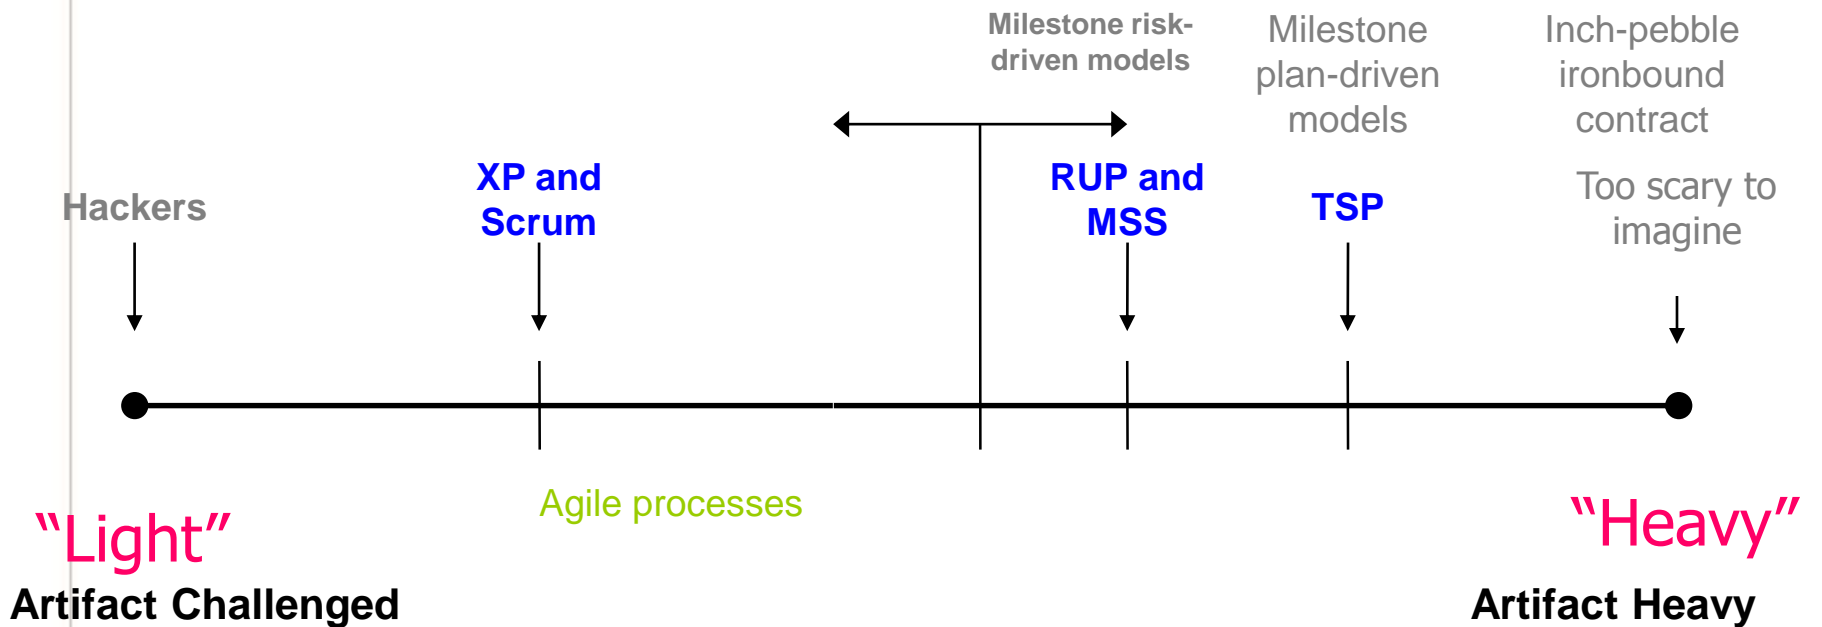 Milestone risk-
driven models
Milestone
plan-driven
models
Inch-pebble
ironbound
contract
Hackers
XP and
Scrum
RUP and
MSS
TSP
Too scary to
imagine
Agile processes
“Light”
“Heavy”
Artifact Challenged
Artifact Heavy